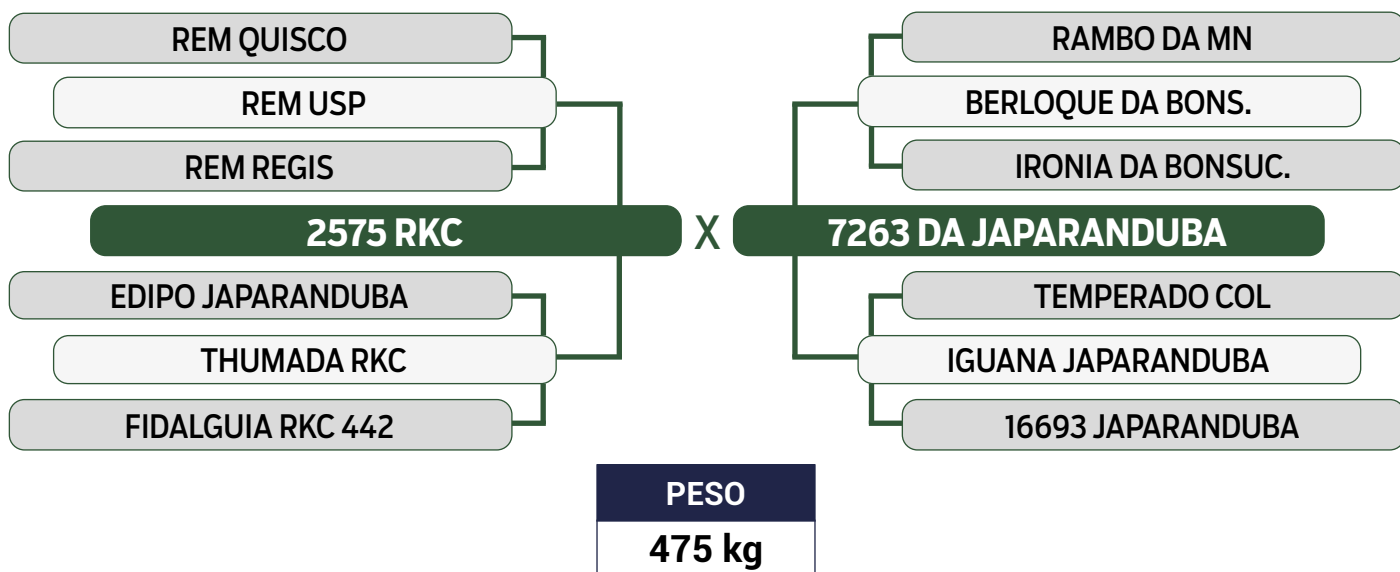 REM QUISCO
RAMBO DA MN
REM USP
BERLOQUE DA BONS.
REM REGIS
IRONIA DA BONSUC.
2575 RKC X 7263 DA JAPARANDUBA
EDIPO JAPARANDUBA
TEMPERADO COL
THUMADA RKC
IGUANA JAPARANDUBA
FIDALGUIA RKC 442
16693 JAPARANDUBA
PESO
475 kg